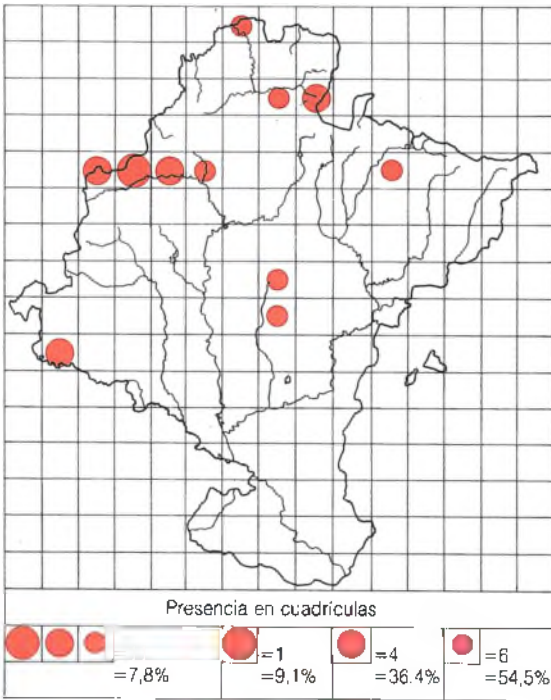 Presencia en cuadrículas
=1 =4 =6
=7,8% =9,1% =36.4% =54,5%